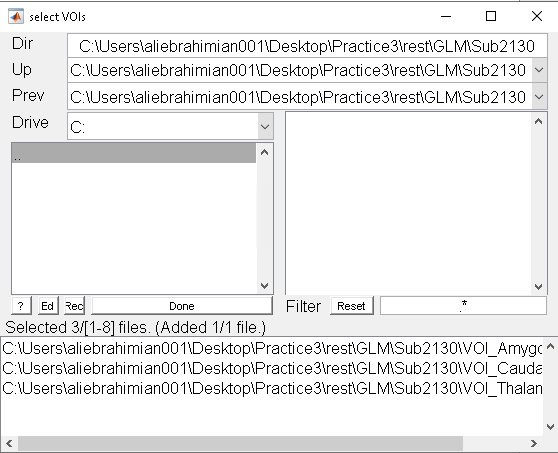 select VOIs
Dir C:\Users\aliebrahimian001\Desktop\Practice3\rest\GLM\Sub2130
Up C:\Users\aliebrahimian001\Desktop\Practice3\rest\GLM\Sub2130
Prev C:\Users\aliebrahimian001\Desktop\Practice3\rest\GLM\Sub2130
Drive C:
..
? Ed Rec Done Filter Reset .*
Selected 3/[1-8] files. (Added 1/1 file.)
C:\Users\aliebrahimian001\Desktop\Practice3\rest\GLM\Sub2130\VOI_Amygd
C:\Users\aliebrahimian001\Desktop\Practice3\rest\GLM\Sub2130\VOI_Cauda
C:\Users\aliebrahimian001\Desktop\Practice3\rest\GLM\Sub2130\VOI_Thalan